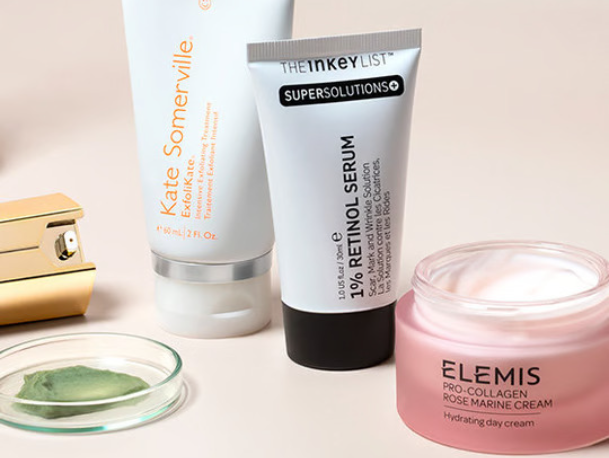 Kate Somerville®
ExfoliKate®
Intensive Exfoliating Treatment
Traitement Exfoliant Intensif
℮ 60 mL | 2 Fl. Oz.
THE INKEY LIST™
SUPERSOLUTIONS+
1.0 US fl.oz / 30ml ℮
1% RETINOL SERUM
Scar, Mark and Wrinkle Solution
La Solution contre les Cicatrices,
les Marques et les Rides
ELEMIS
PRO-COLLAGEN
ROSE MARINE CREAM
Hydrating day cream